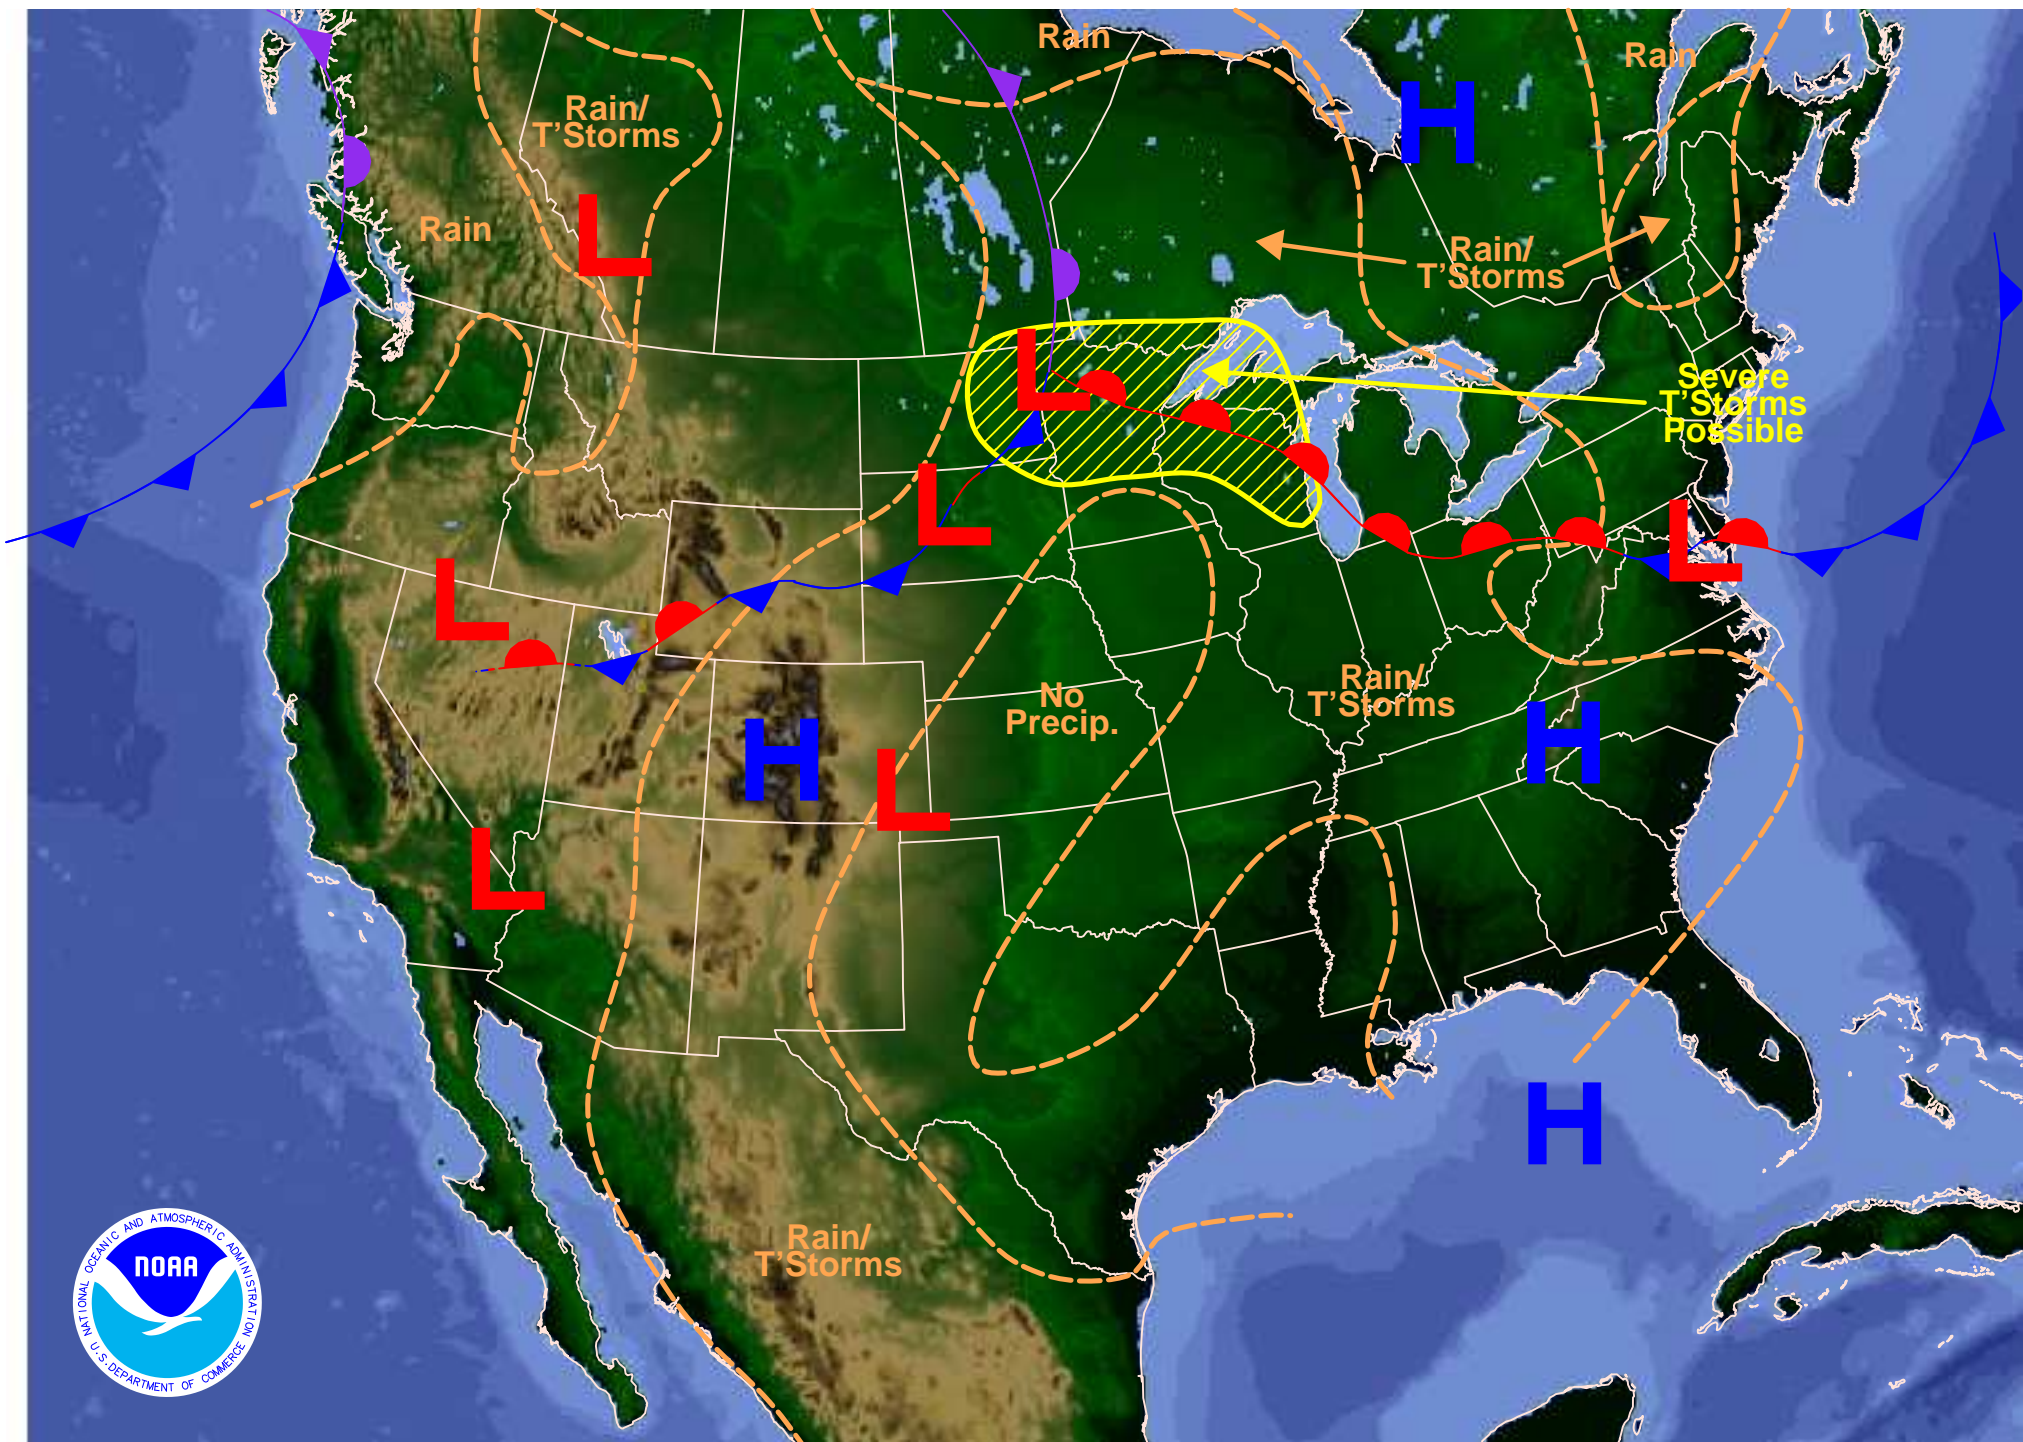 Rain
Rain
Rain/
T'Storms
Rain
H
L
Rain/
T'Storms
L
Severe
T'Storms
Possible
L
L
L
Rain/
T'Storms
No
Precip.
H
H
L
L
H
Rain/
T'Storms
NATIONAL OCEANIC AND ATMOSPHERIC ADMINISTRATION
NOAA
U.S. DEPARTMENT OF COMMERCE